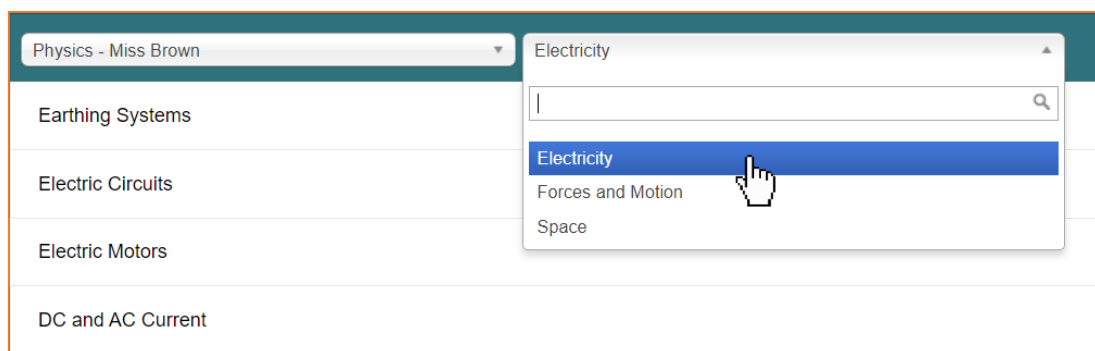 Physics - Miss Brown
Electricity
Earthing Systems
Electric Circuits
Electric Motors
DC and AC Current
Electricity
Forces and Motion
Space